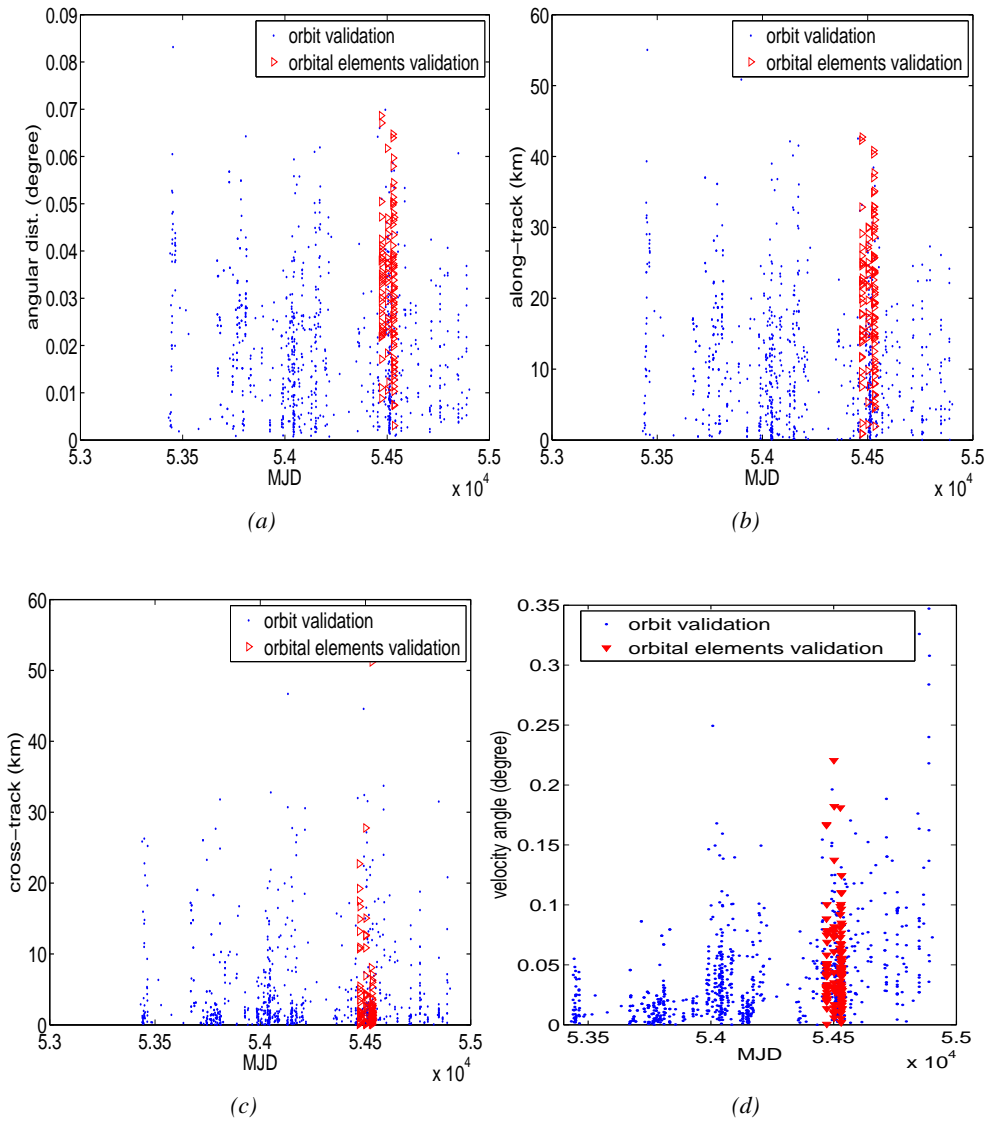 0.09
0.08
0.07
0.06
0.05
0.04
0.03
0.02
0.01
0
angular dist. (degree)
orbit validation
orbital elements validation
5.3
5.35
5.4
5.45
5.5
MJD
x 10^4
(a)
60
50
40
30
20
10
0
along−track (km)
orbit validation
orbital elements validation
5.3
5.35
5.4
5.45
5.5
MJD
x 10^4
(b)
60
50
40
30
20
10
0
cross−track (km)
orbit validation
orbital elements validation
5.3
5.35
5.4
5.45
5.5
MJD
x 10^4
(c)
0.35
0.3
0.25
0.2
0.15
0.1
0.05
0
velocity angle (degree)
orbit validation
orbital elements validation
5.35
5.4
5.45
5.5
MJD
x 10^4
(d)